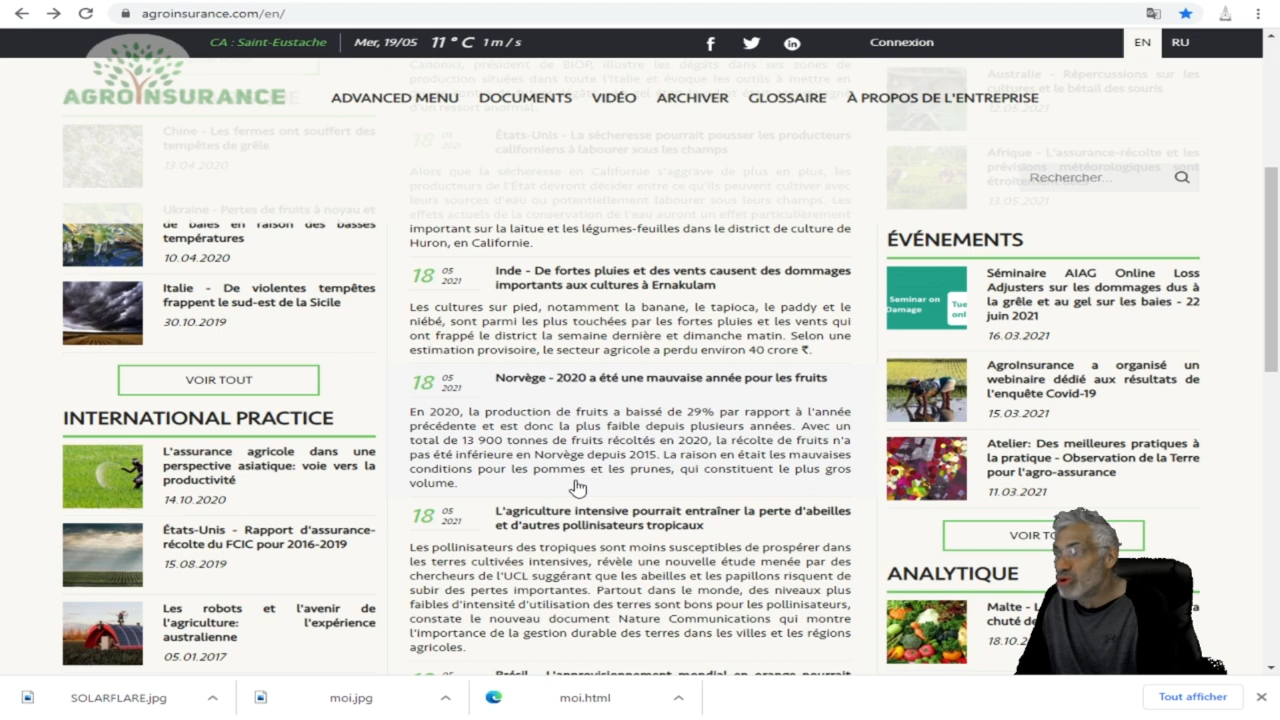 agroinsurance.com/en/
CA : Saint-Eustache
Mer, 19/05 11 ° C 1 m / s
Connexion
EN
RU
AGROINSURANCE
ADVANCED MENU
DOCUMENTS
VIDÉO
ARCHIVER
GLOSSAIRE
À PROPOS DE L'ENTREPRISE
Rechercher...
Chine - Les fermes ont souffert des
tempêtes de grêle
13.04.2020
Ukraine - Pertes de fruits à noyau et
de baies en raison des basses
températures
10.04.2020
Italie - De violentes tempêtes
frappent le sud-est de la Sicile
30.10.2019
VOIR TOUT
INTERNATIONAL PRACTICE
L'assurance agricole dans une
perspective asiatique: voie vers la
productivité
14.10.2020
États-Unis - Rapport d'assurance-
récolte du FCIC pour 2016-2019
15.08.2019
Les robots et l'avenir de
l'agriculture: l'expérience
australienne
05.01.2017
Canonici, président de BIOP, illustre les dégâts dans ses zones de
production situées dans toute l'Italie et évoque les outils à mettre en
d'un ressort anormal.
18 05 2021
États-Unis - La sécheresse pourrait pousser les producteurs
californiens à labourer sous les champs
Alors que la sécheresse en Californie s'aggrave de plus en plus, les
producteurs de l'État devront décider entre ce qu'ils peuvent cultiver avec
leurs sources d'eau ou potentiellement labourer sous leurs champs. Les
effets actuels de la conservation de l'eau auront un effet particulièrement
important sur la laitue et les légumes-feuilles dans le district de culture de
Huron, en Californie.
18 05 2021
Inde - De fortes pluies et des vents causent des dommages
importants aux cultures à Ernakulam
Les cultures sur pied, notamment la banane, le tapioca, le paddy et le
niébé, sont parmi les plus touchées par les fortes pluies et les vents qui
ont frappé le district la semaine dernière et dimanche matin. Selon une
estimation provisoire, le secteur agricole a perdu environ 40 crore ₹.
18 05 2021
Norvège - 2020 a été une mauvaise année pour les fruits
En 2020, la production de fruits a baissé de 29% par rapport à l'année
précédente et est donc la plus faible depuis plusieurs années. Avec un
total de 13 900 tonnes de fruits récoltés en 2020, la récolte de fruits n'a
pas été inférieure en Norvège depuis 2015. La raison en était les mauvaises
conditions pour les pommes et les prunes, qui constituent le plus gros
volume.
18 05 2021
L'agriculture intensive pourrait entraîner la perte d'abeilles
et d'autres pollinisateurs tropicaux
Les pollinisateurs des tropiques sont moins susceptibles de prospérer dans
les terres cultivées intensives, révèle une nouvelle étude menée par des
chercheurs de l'UCL suggérant que les abeilles et les papillons risquent de
subir des pertes importantes. Partout dans le monde, des niveaux plus
faibles d'intensité d'utilisation des terres sont bons pour les pollinisateurs,
constate le nouveau document Nature Communications qui montre
l'importance de la gestion durable des terres dans les villes et les régions
agricoles.
Brésil - L'approvisionnement mondial en orange pourrait
Australie - Répercussions sur les
cultures et le bétail des souris
12.05.2021
Afrique - L'assurance-récolte et les
prévisions météorologiques sont
13.05.2021
ÉVÉNEMENTS
Seminar on
Damage
Séminaire AIAG Online Loss
Adjusters sur les dommages dus à
la grêle et au gel sur les baies - 22
juin 2021
16.03.2021
AgroInsurance a organisé un
webinaire dédié aux résultats de
l'enquête Covid-19
15.03.2021
Atelier: Des meilleures pratiques à
la pratique - Observation de la Terre
pour l'agro-assurance
11.03.2021
VOIR
ANALYTIQUE
Malte -
chuté de
18.10.2
SOLARFLARE.jpg
moi.jpg
moi.html
Tout afficher